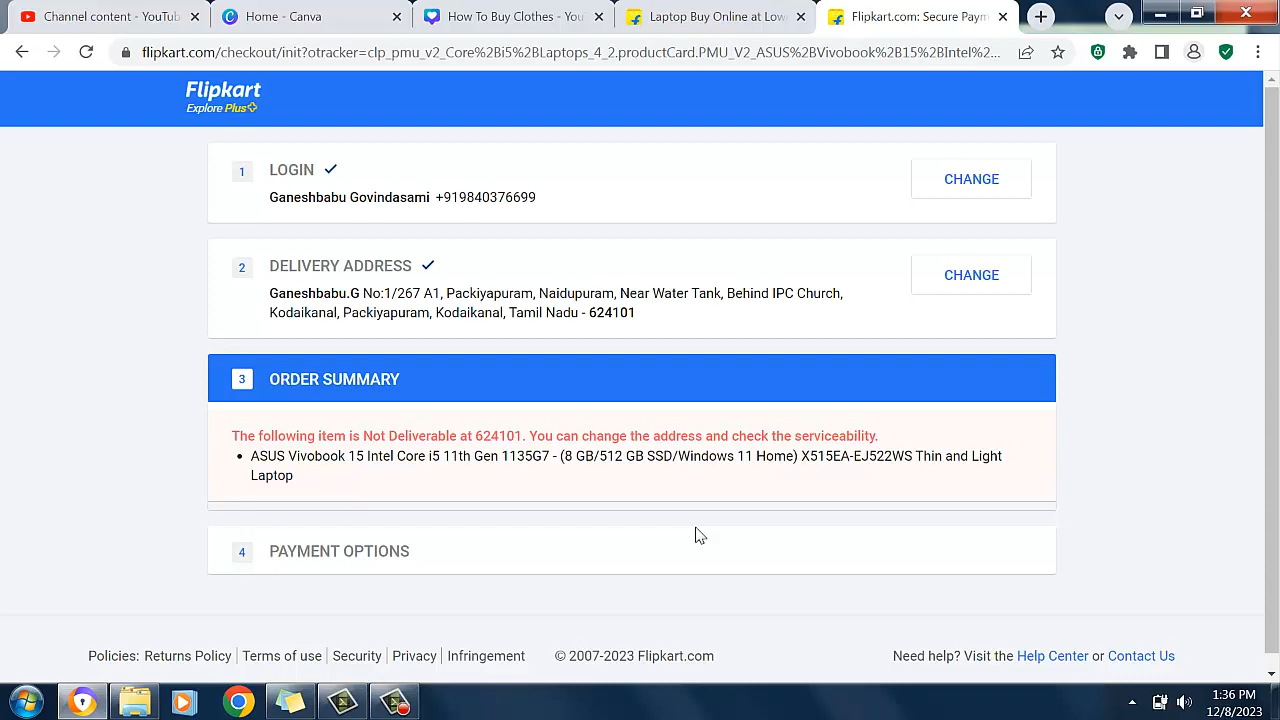 Channel content - YouTub
Home - Canva
How To Buy Clothes - You
Laptop Buy Online at Low
Flipkart.com: Secure Paym
flipkart.com/checkout/init?otracker=clp_pmu_v2_Core%2Bi5%2BLaptops_4_2.productCard.PMU_V2_ASUS%2BVivobook%2B15%2BIntel%2...
Flipkart
Explore Plus
1 LOGIN
CHANGE
Ganeshbabu Govindasami +919840376699
2 DELIVERY ADDRESS
CHANGE
Ganeshbabu.G No:1/267 A1, Packiyapuram, Naidupuram, Near Water Tank, Behind IPC Church,
Kodaikanal, Packiyapuram, Kodaikanal, Tamil Nadu - 624101
3 ORDER SUMMARY
The following item is Not Deliverable at 624101. You can change the address and check the serviceability.
• ASUS Vivobook 15 Intel Core i5 11th Gen 1135G7 - (8 GB/512 GB SSD/Windows 11 Home) X515EA-EJ522WS Thin and Light
Laptop
4 PAYMENT OPTIONS
Policies: Returns Policy | Terms of use | Security | Privacy | Infringement © 2007-2023 Flipkart.com Need help? Visit the Help Center or Contact Us
1:36 PM
12/8/2023